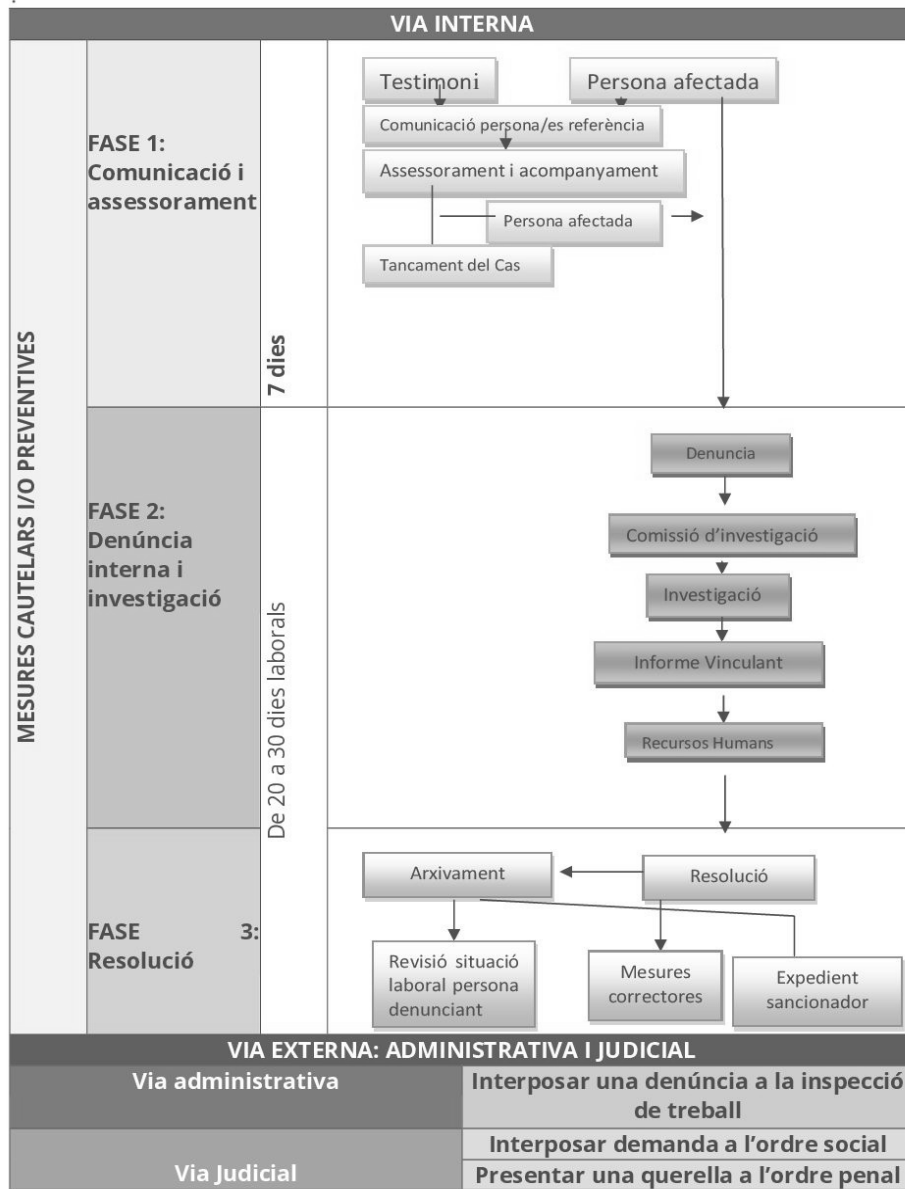 VIA INTERNA
MESURES CAUTELARS I/O PREVENTIVES
FASE 1:
Comunicació i
assessorament
7 dies
Testimoni
Persona afectada
Comunicació persona/es referència
Assessorament i acompanyament
Persona afectada
Tancament del Cas
FASE 2:
Denúncia
interna i
investigació
De 20 a 30 dies laborals
Denuncia
Comissió d’investigació
Investigació
Informe Vinculant
Recursos Humans
FASE 3:
Resolució
Arxivament
Resolució
Revisió situació
laboral persona
denunciant
Mesures
correctores
Expedient
sancionador
VIA EXTERNA: ADMINISTRATIVA I JUDICIAL
Via administrativa
Interposar una denúncia a la inspecció
de treball
Via Judicial
Interposar demanda a l’ordre social
Presentar una querella a l’ordre penal